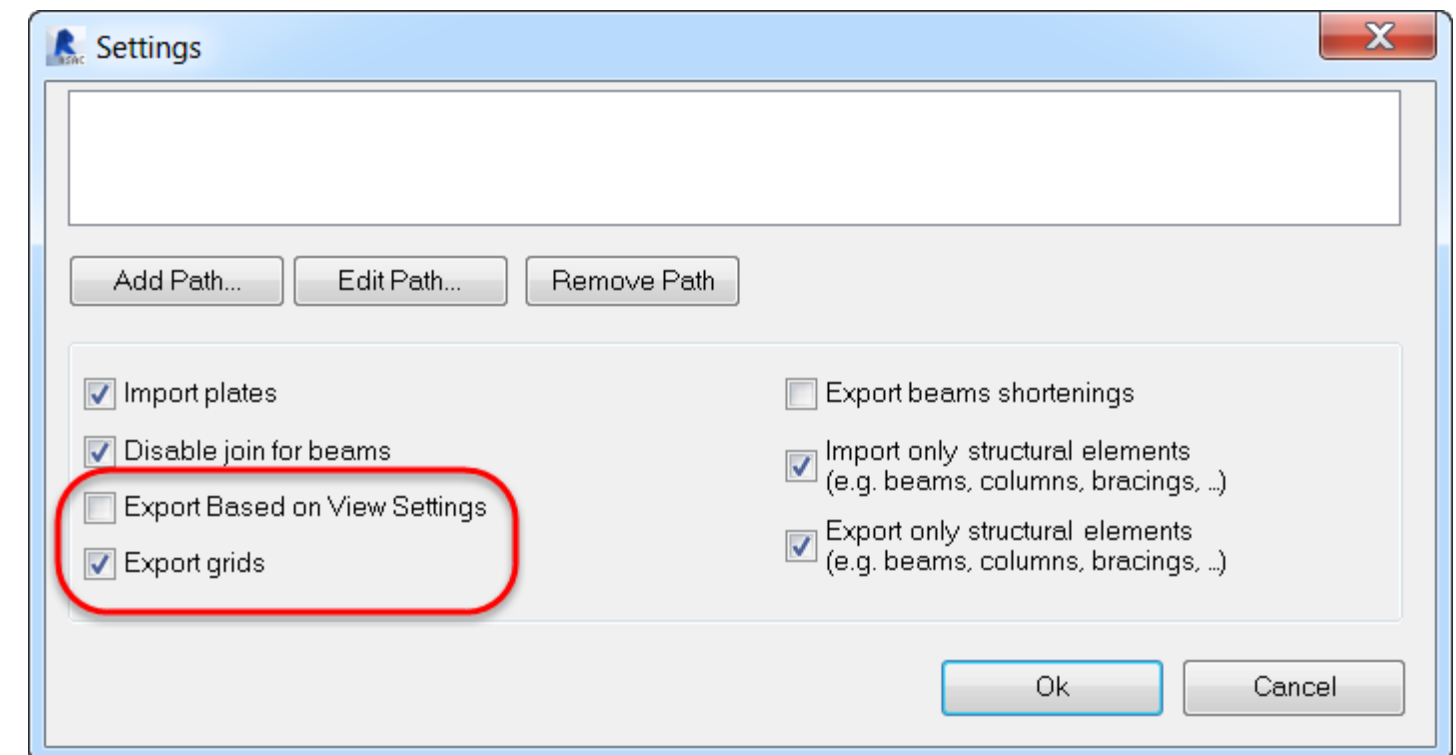 Settings
Add Path...
Edit Path...
Remove Path
Import plates
Disable join for beams
Export Based on View Settings
Export grids
Export beams shortenings
Import only structural elements
(e.g. beams, columns, bracings, ...)
Export only structural elements
(e.g. beams, columns, bracings, ...)
Ok
Cancel